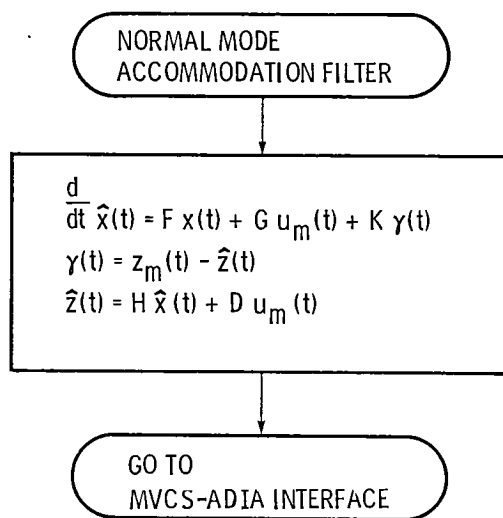 NORMAL MODE
ACCOMMODATION FILTER
d/dt x̂(t) = F x(t) + G u_m(t) + K γ(t)
γ(t) = z_m(t) - ẑ(t)
ẑ(t) = H x̂(t) + D u_m (t)
GO TO
MVCS-ADIA INTERFACE